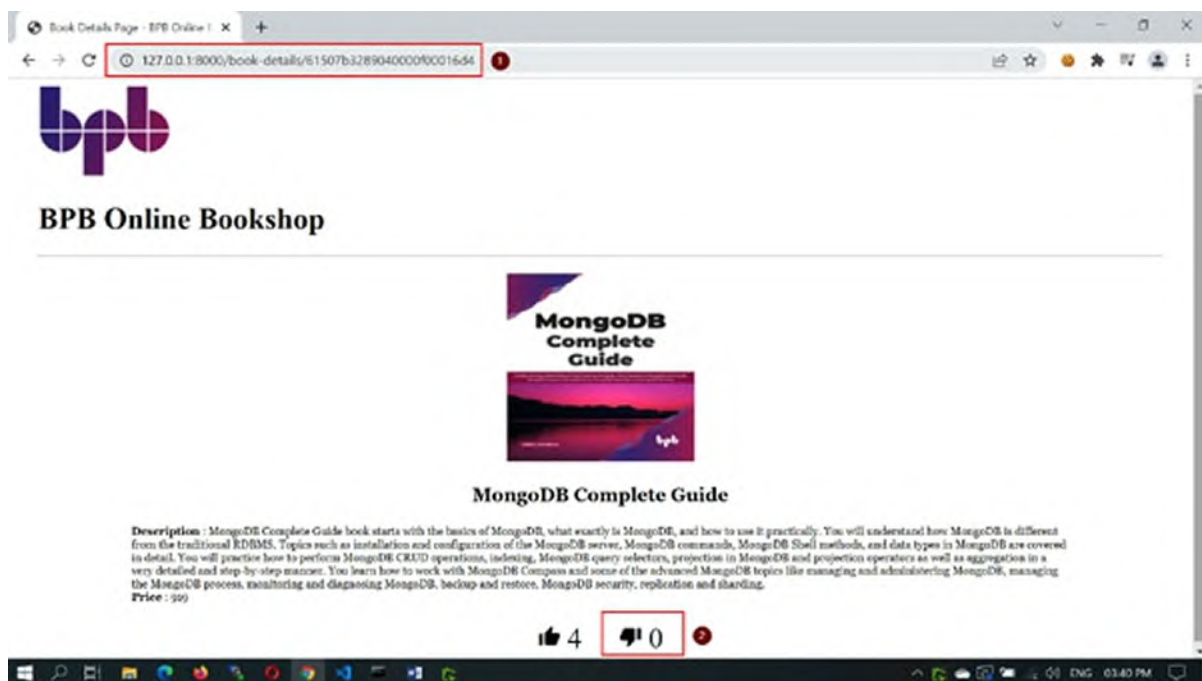 Book Details Page - BPB Online B
127.0.0.1:8000/book-details/61507b3289040000f00016d4
1
bpb
BPB Online Bookshop
MongoDB
Complete
Guide
bpb
MongoDB Complete Guide
Description : MongoDB Complete Guide book starts with the basics of MongoDB, what exactly is MongoDB, and how to use it practically. You will understand how MongoDB is different
from the traditional RDBMS. Topics such as installation and configuration of the MongoDB server, MongoDB commands, MongoDB Shell methods, and data types in MongoDB are covered
in detail. You will practice how to perform MongoDB CRUD operations, indexing, MongoDB query selectors, projection in MongoDB and projection operators as well as aggregation in a
very detailed and step-by-step manner. You learn how to work with MongoDB Compass and some of the advanced MongoDB topics like managing and administering MongoDB, managing
the MongoDB process, monitoring and diagnosing MongoDB, backup and restore, MongoDB security, replication and sharding.
Price : 929
4 0 2
ENG 03:40 PM